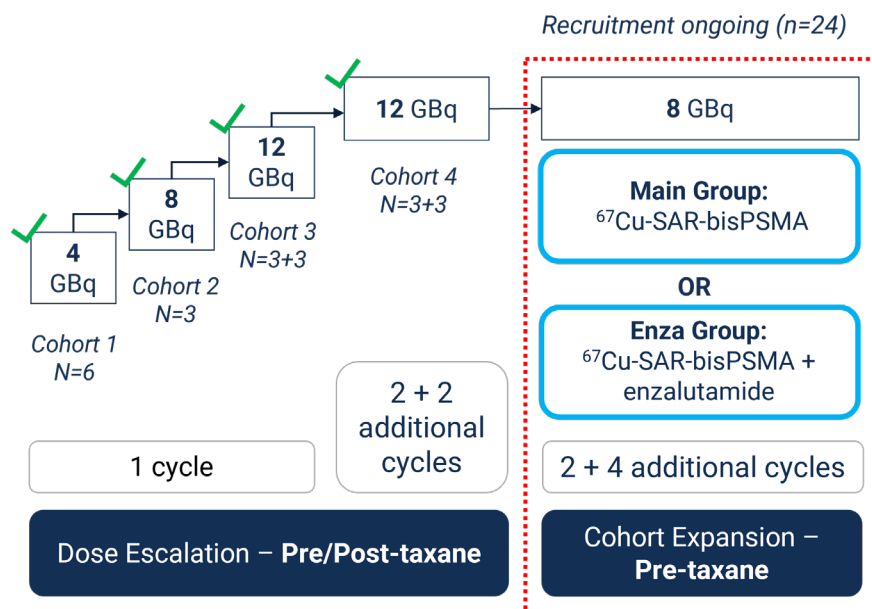 Recruitment ongoing (n=24)
12 GBq
8 GBq
12
GBq
Cohort 4
N=3+3
8
GBq
Cohort 3
N=3+3
4
GBq
Cohort 2
N=3
Cohort 1
N=6
Main Group:
⁶⁷Cu-SAR-bisPSMA
OR
Enza Group:
⁶⁷Cu-SAR-bisPSMA +
enzalutamide
1 cycle
2 + 2
additional
cycles
2 + 4 additional cycles
Dose Escalation – Pre/Post-taxane
Cohort Expansion –
Pre-taxane